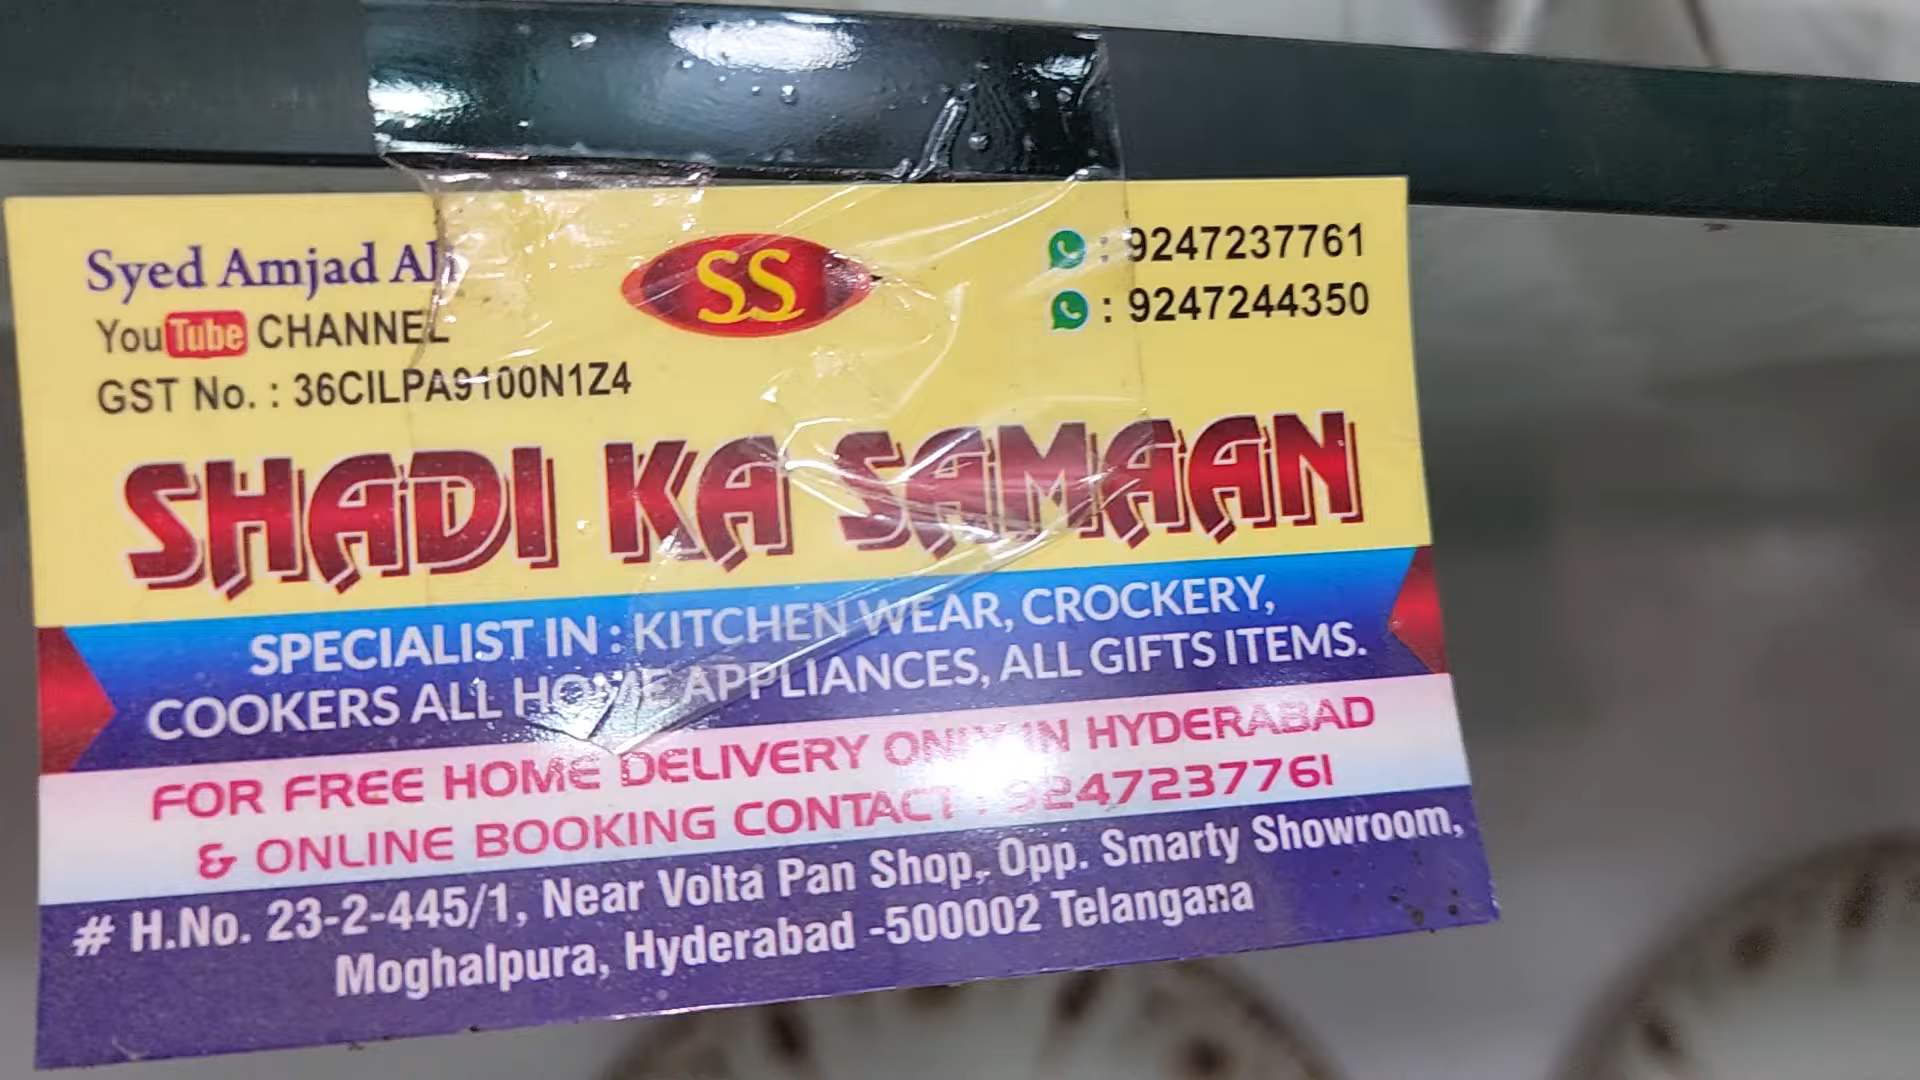 Syed Amjad Ali
YouTube CHANNEL
GST No. : 36CILPA9100N1Z4
SS
: 9247237761
: 9247244350
SHADI KA SAMAAN
SPECIALIST IN : KITCHEN WEAR, CROCKERY,
COOKERS ALL HOME APPLIANCES, ALL GIFTS ITEMS.
FOR FREE HOME DELIVERY ONLY IN HYDERABAD
& ONLINE BOOKING CONTACT : 9247237761
# H.No. 23-2-445/1, Near Volta Pan Shop, Opp. Smarty Showroom,
Moghalpura, Hyderabad -500002 Telangana